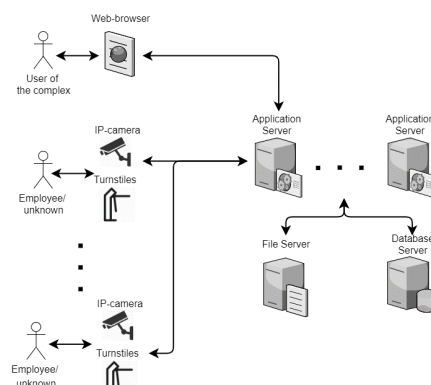 Web-browser
User of
the complex
Application
Server
Application
Server
IP-camera
Turnstiles
Employee/
unknown
File Server
Database
Server
IP-camera
Turnstiles
Employee/
unknown